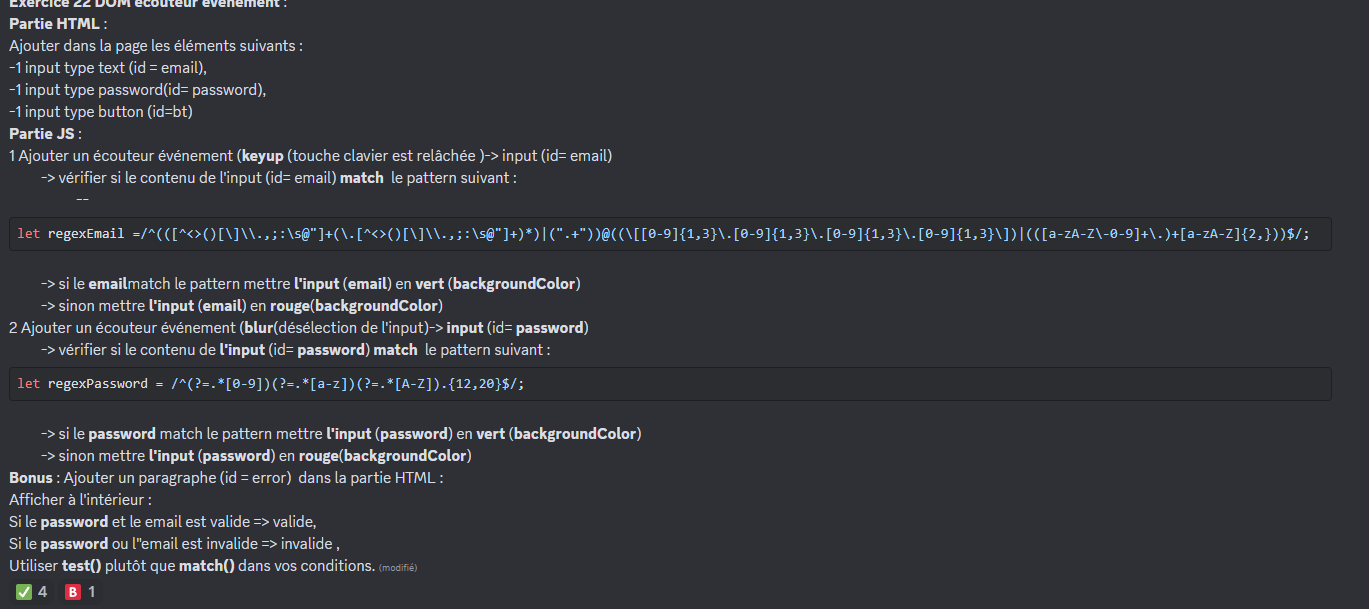 Exercice 22 DOM écouteur événement :
Partie HTML :
Ajouter dans la page les éléments suivants :
-1 input type text (id = email),
-1 input type password(id= password),
-1 input type button (id=bt)
Partie JS :
1 Ajouter un écouteur événement (keyup (touche clavier est relâchée )-> input (id= email)
-> vérifier si le contenu de l'input (id= email) match le pattern suivant :
--
let regexEmail =/^(([^<>()[\]\\.,;:\s@"]+(\.[^<>()[\]\\.,;:\s@"]+)*)|(".+"))@((\[[0-9]{1,3}\.[0-9]{1,3}\.[0-9]{1,3}\.[0-9]{1,3}\])|(([a-zA-Z\-0-9]+\.)+[a-zA-Z]{2,}))$/;
-> si le emailmatch le pattern mettre l'input (email) en vert (backgroundColor)
-> sinon mettre l'input (email) en rouge(backgroundColor)
2 Ajouter un écouteur événement (blur(désélection de l'input)-> input (id= password)
-> vérifier si le contenu de l'input (id= password) match le pattern suivant :
let regexPassword = /^(?=.*[0-9])(?=.*[a-z])(?=.*[A-Z]).{12,20}$/;
-> si le password match le pattern mettre l'input (password) en vert (backgroundColor)
-> sinon mettre l'input (password) en rouge(backgroundColor)
Bonus : Ajouter un paragraphe (id = error) dans la partie HTML :
Afficher à l'intérieur :
Si le password et le email est valide => valide,
Si le password ou l"email est invalide => invalide ,
Utiliser test() plutôt que match() dans vos conditions. (modifié)
4 B 1